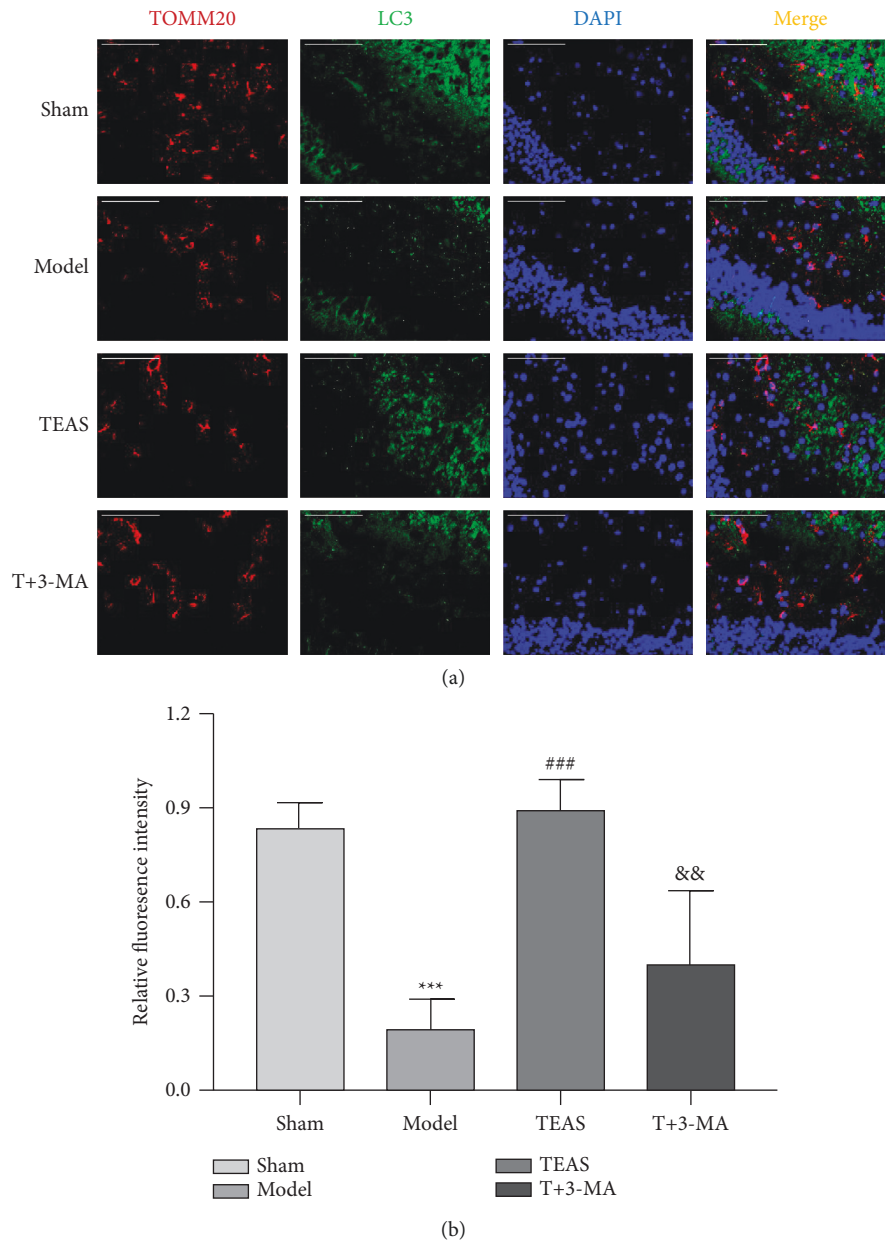 TOMM20 LC3 DAPI Merge
Sham
Model
TEAS
T+3-MA
(a)
Relative fluoresence intensity
1.2
0.9
0.6
0.3
0.0
***
###
&&
Sham Model TEAS T+3-MA
Sham TEAS
Model T+3-MA
(b)